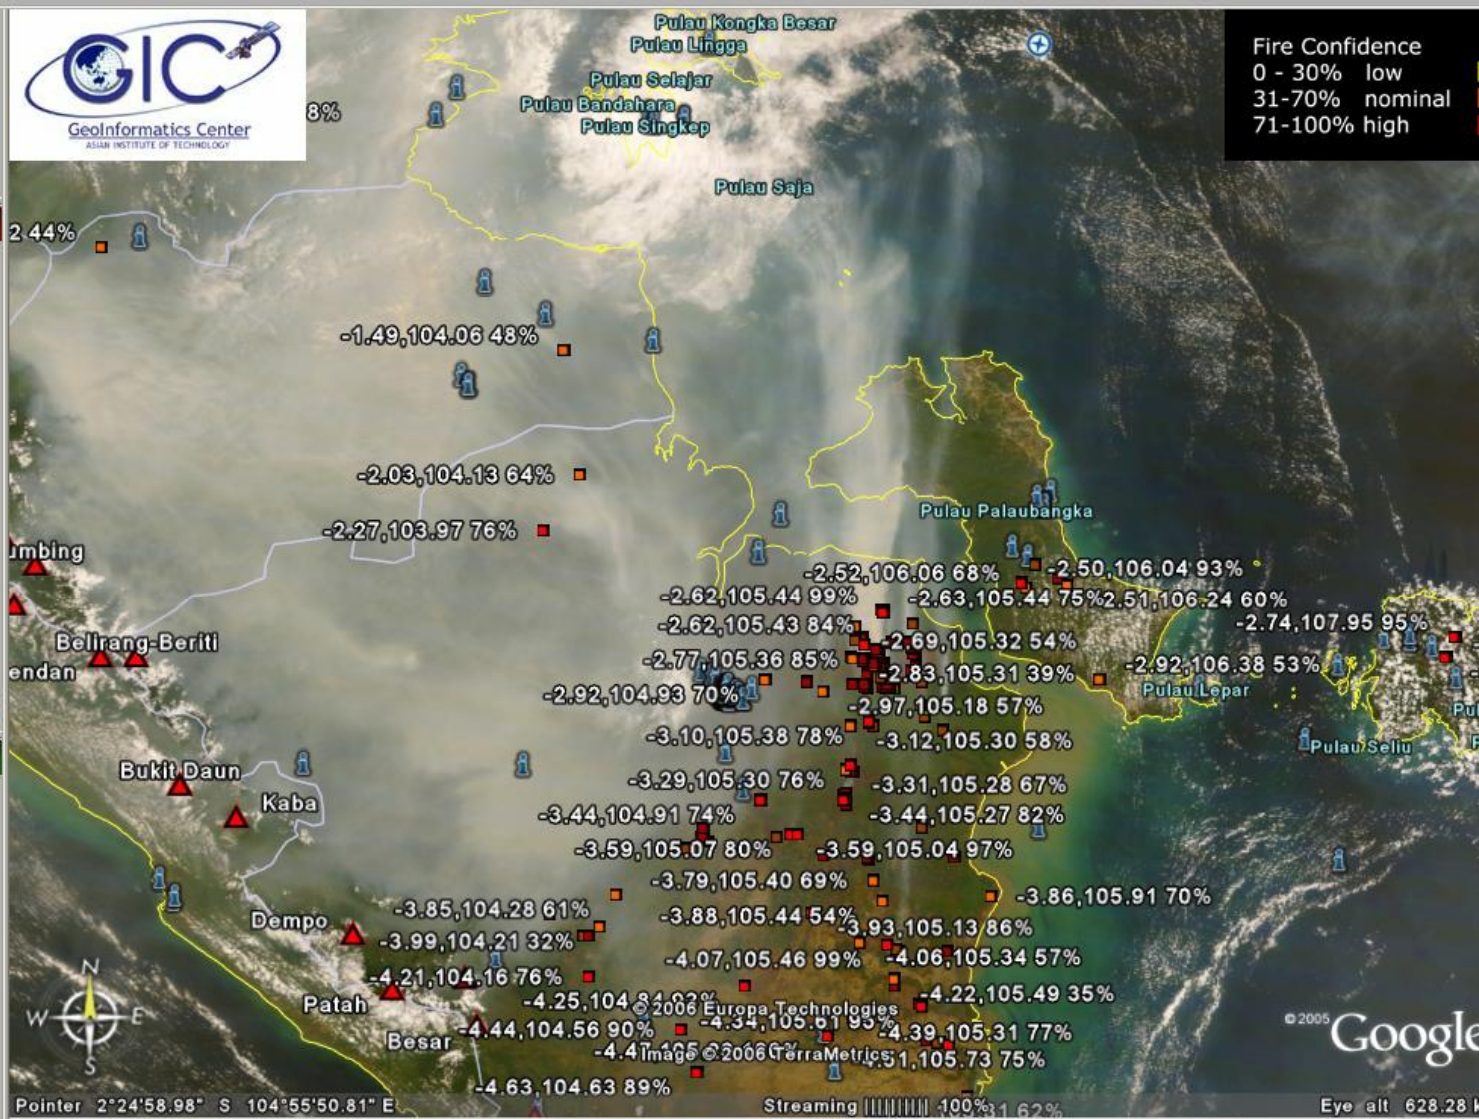 GIC
GeoInformatics Center
ASIAN INSTITUTE OF TECHNOLOGY
8%
Pulau Kongka Besar
Pulau Lingga
Pulau Selajar
Pulau Bandahara
Pulau Singkep
Pulau Saja
Fire Confidence
0 - 30% low
31-70% nominal
71-100% high
2 44%
-1.49,104.06 48%
-2.03,104.13 64%
-2.27,103.97 76%
Pulau Palaubangka
umbing
Belirang-Beriti
endan
-2.52,106.06 68%
-2.50,106.04 93%
-2.62,105.44 99%
-2.63,105.44 75%
2.51,106.24 60%
-2.62,105.43 84%
-2.69,105.32 54%
-2.74,107.95 95%
-2.77,105.36 85%
-2.83,105.31 39%
-2.92,106.38 53%
-2.92,104.93 70%
-2.97,105.18 57%
Pulau Lepar
-3.10,105.38 78%
-3.12,105.30 58%
Pulau Seliu
Bukit Daun
Kaba
-3.29,105.30 76%
-3.31,105.28 67%
-3.44,104.91 74%
-3.44,105.27 82%
-3.59,105.07 80%
-3.59,105.04 97%
-3.79,105.40 69%
-3.86,105.91 70%
Dempo
-3.85,104.28 61%
-3.88,105.44 54%
-3.93,105.13 86%
-3.99,104.21 32%
-4.07,105.46 99%
-4.06,105.34 57%
-4.21,104.16 76%
Patah
-4.22,105.49 35%
© 2006 Europa Technologies
Besar
-4.44,104.56 90%
-4.34,105.61 95%
-4.39,105.31 77%
Image © 2006 TerraMetrics
-4.63,104.63 89%
N
W
E
S
© 2005 Google
Pointer 2°24'58.98" S 104°55'50.81" E
Streaming |||||||||| 100%
Eye alt 628.28